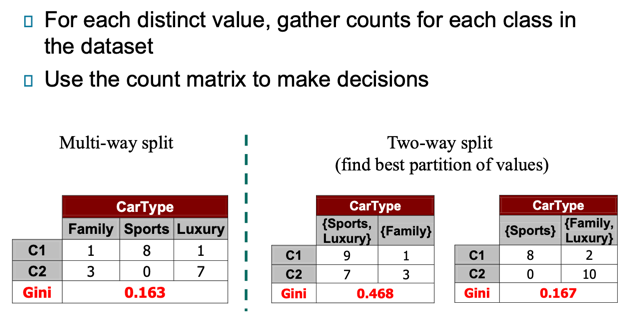 For each distinct value, gather counts for each class in
the dataset
Use the count matrix to make decisions
Multi-way split
Two-way split
(find best partition of values)
CarType
Family Sports Luxury
C1 1 8 1
C2 3 0 7
Gini 0.163
CarType
{Sports,
Luxury} {Family}
C1 9 1
C2 7 3
Gini 0.468
CarType
{Sports} {Family,
Luxury}
C1 8 2
C2 0 10
Gini 0.167